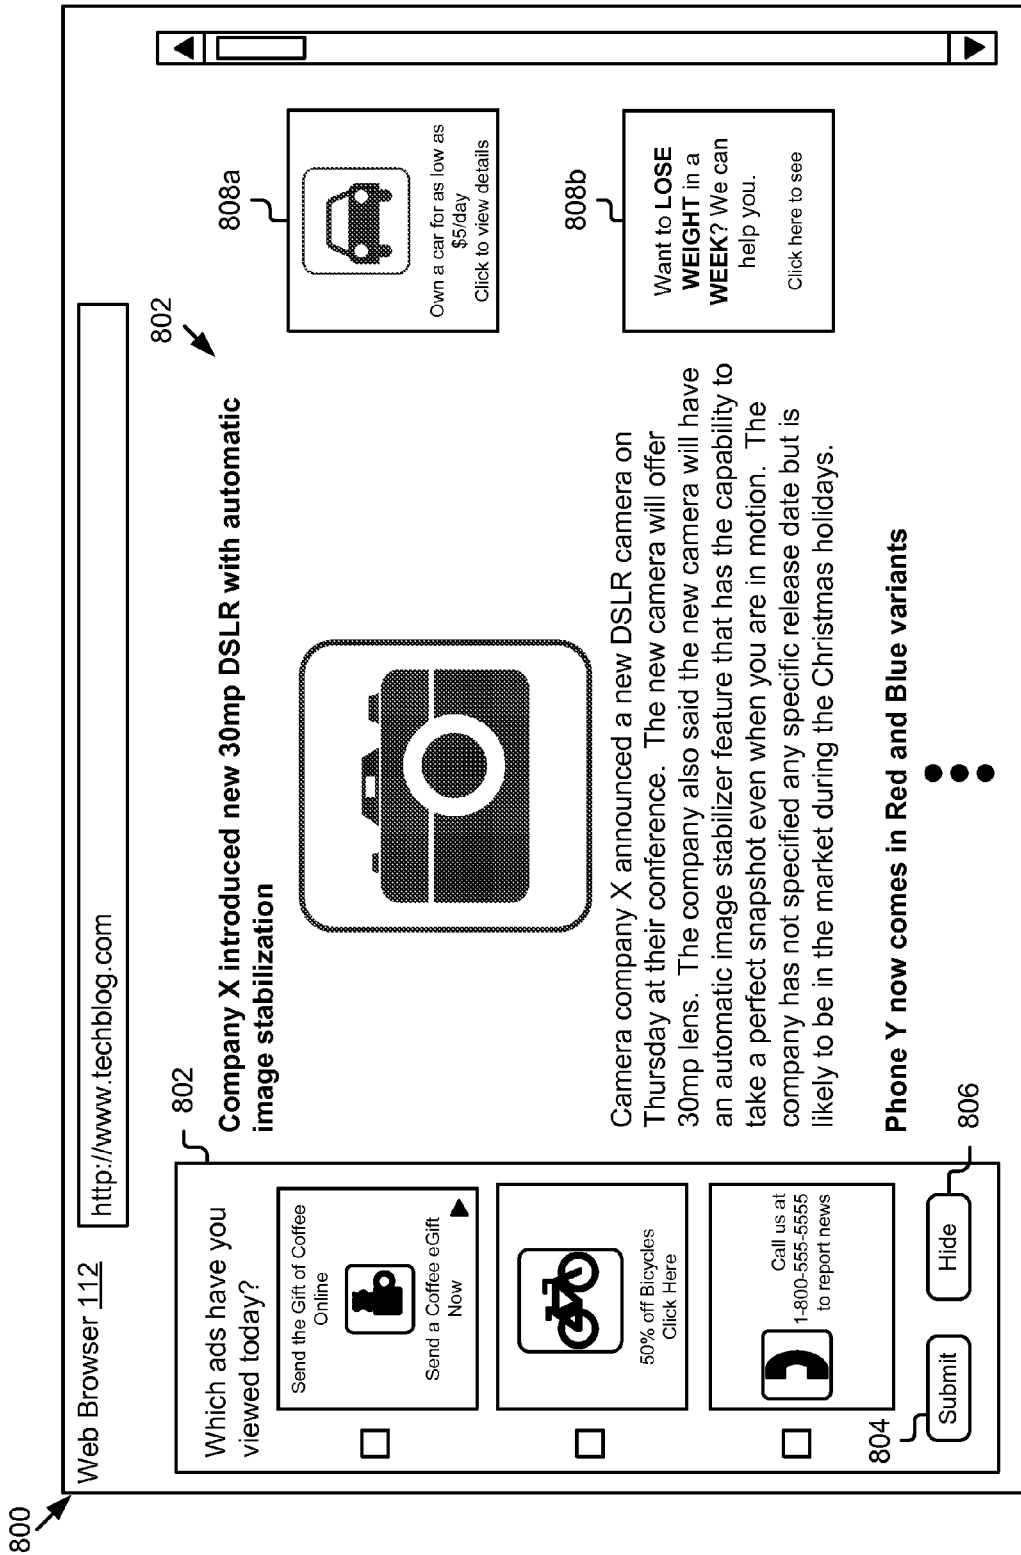 800
Web Browser 112
http://www.techblog.com
802
Which ads have you
viewed today?
Send the Gift of Coffee
Online
Send a Coffee eGift
Now
50% off Bicycles
Click Here
Call us at
1-800-555-5555
to report news
804
Submit
Hide
806
802
Company X introduced new 30mp DSLR with automatic
image stabilization
Camera company X announced a new DSLR camera on
Thursday at their conference. The new camera will offer
30mp lens. The company also said the new camera will have
an automatic image stabilizer feature that has the capability to
take a perfect snapshot even when you are in motion. The
company has not specified any specific release date but is
likely to be in the market during the Christmas holidays.
Phone Y now comes in Red and Blue variants
808a
Own a car for as low as
$5/day
Click to view details
808b
Want to LOSE
WEIGHT in a
WEEK? We can
help you.
Click here to see